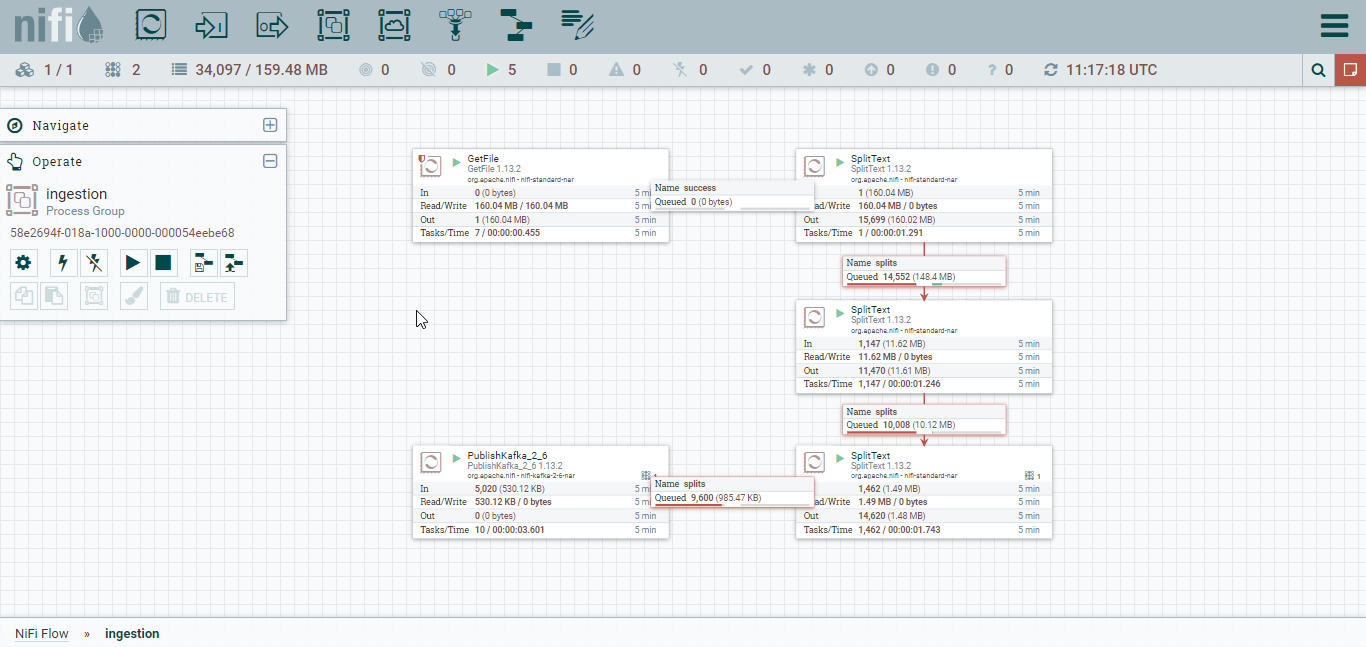 nifi
1 / 1 2 34,097 / 159.48 MB 0 0 5 0 0 0 0 0 0 0 0 11:17:18 UTC
Navigate
Operate
ingestion
Process Group
58e2694f-018a-1000-0000-000054eebe68
DELETE
GetFile
GetFile 1.13.2
org.apache.nifi - nifi-standard-nar
In 0 (0 bytes) 5 min
Read/Write 160.04 MB / 160.04 MB 5 m
Out 1 (160.04 MB) 5 min
Tasks/Time 7 / 00:00:00.455 5 min
Name success
Queued 0 (0 bytes)
SplitText
SplitText 1.13.2
org.apache.nifi - nifi-standard-nar
1 (160.04 MB) 5 min
ad/Write 160.04 MB / 0 bytes 5 min
Out 15,699 (160.02 MB) 5 min
Tasks/Time 1 / 00:00:01.291 5 min
Name splits
Queued 14,552 (148.4 MB)
SplitText
SplitText 1.13.2
org.apache.nifi - nifi-standard-nar
In 1,147 (11.62 MB) 5 min
Read/Write 11.62 MB / 0 bytes 5 min
Out 11,470 (11.61 MB) 5 min
Tasks/Time 1,147 / 00:00:01.246 5 min
Name splits
Queued 10,008 (10.12 MB)
PublishKafka_2_6
PublishKafka_2_6 1.13.2
org.apache.nifi - nifi-kafka-2-6-nar
In 5,020 (530.12 KB) 5 m
Read/Write 530.12 KB / 0 bytes 5 m
Out 0 (0 bytes) 5 min
Tasks/Time 10 / 00:00:03.601 5 min
Name splits
Queued 9,600 (985.47 KB)
SplitText
SplitText 1.13.2
org.apache.nifi - nifi-standard-nar 1
1,462 (1.49 MB) 5 min
ad/Write 1.49 MB / 0 bytes 5 min
Out 14,620 (1.48 MB) 5 min
Tasks/Time 1,462 / 00:00:01.743 5 min
NiFi Flow » ingestion